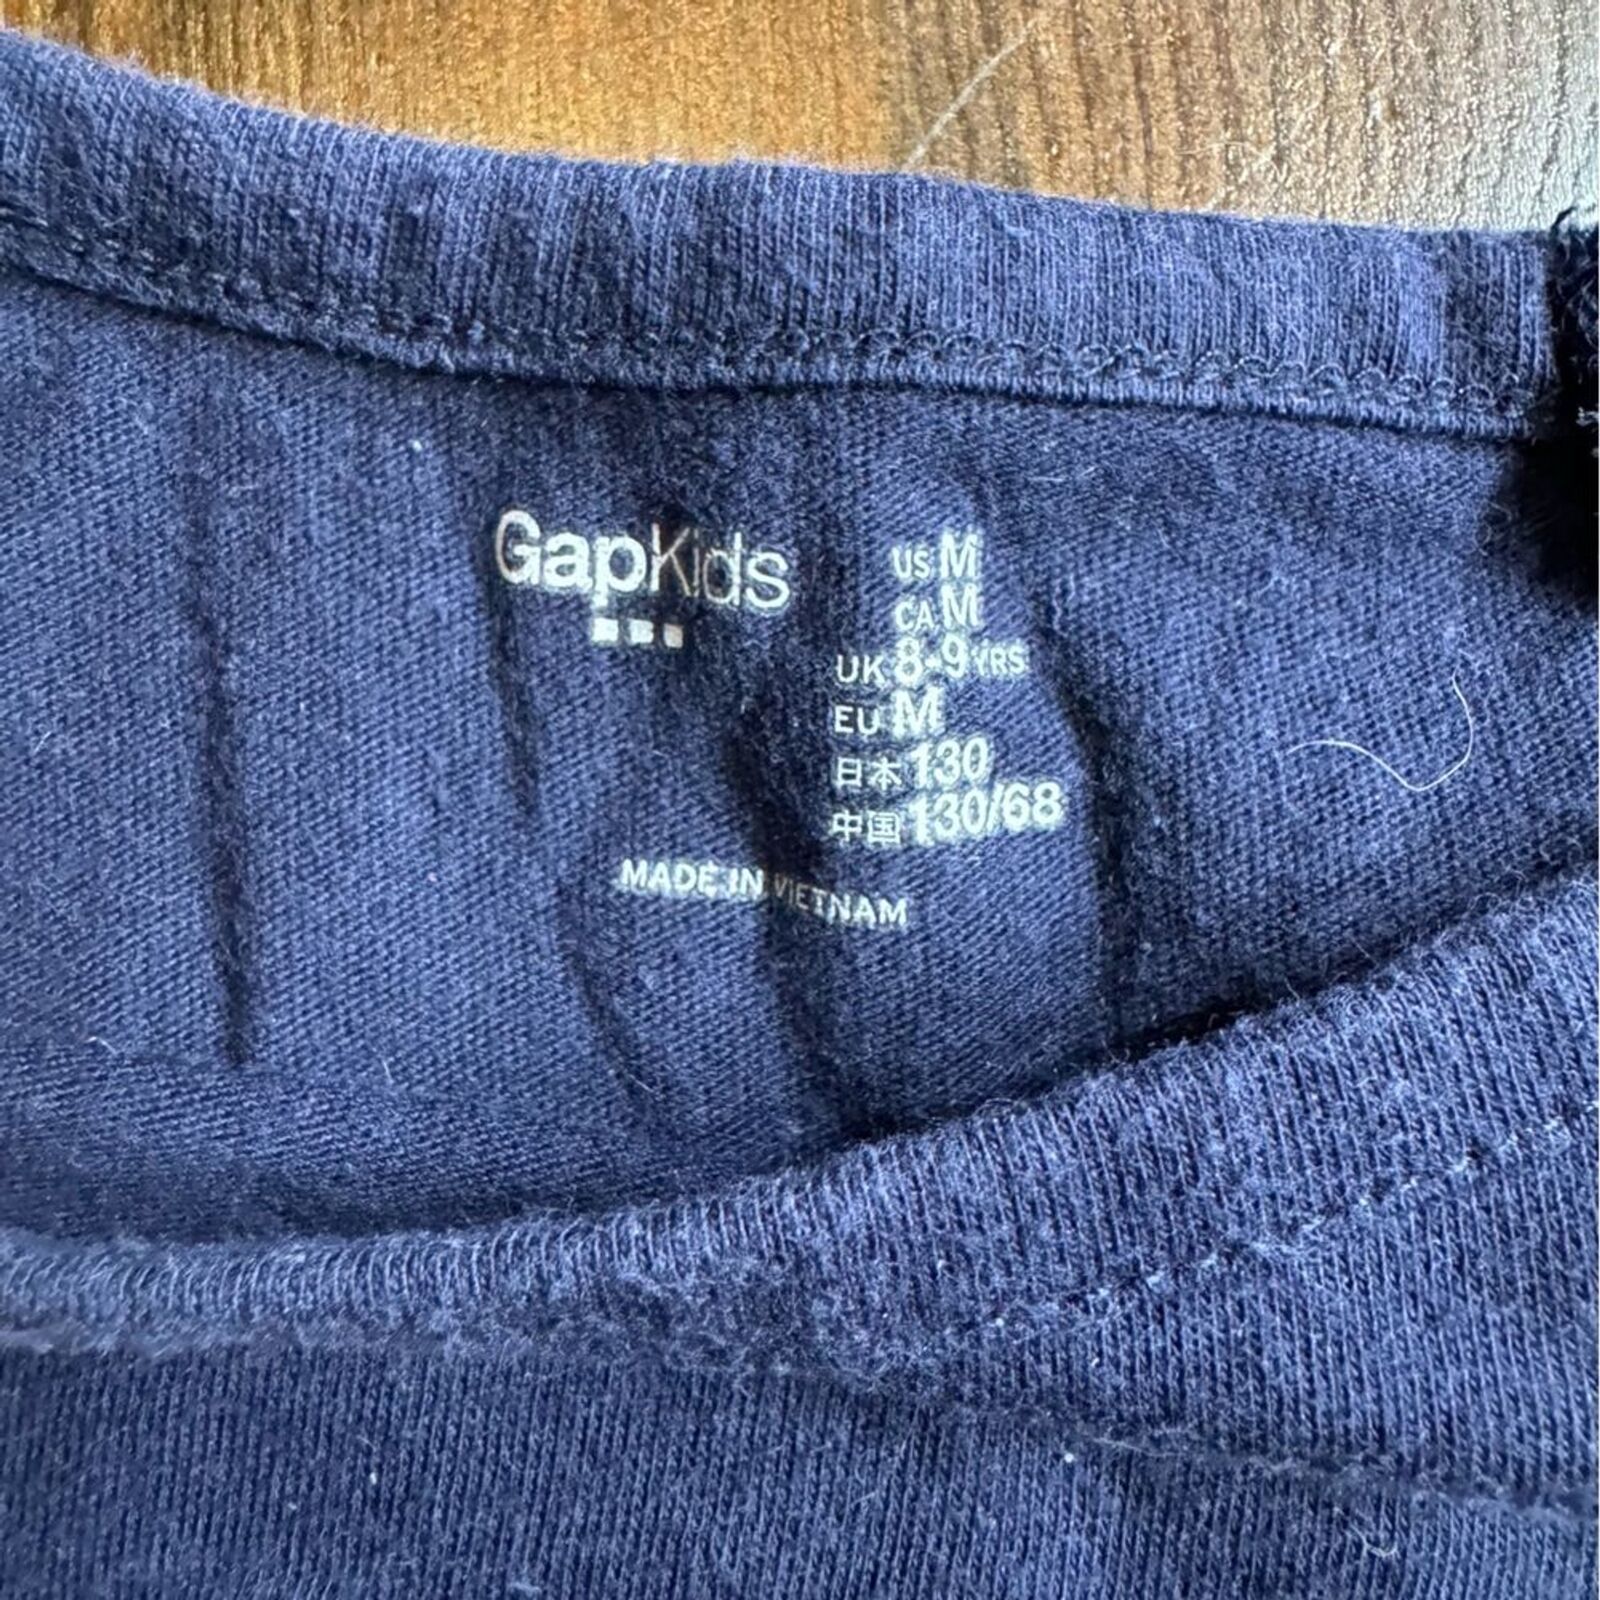 GapKids
US M
CA M
UK 8-9 YRS
EU M
日本 130
中国 130/68
MADE IN VIETNAM